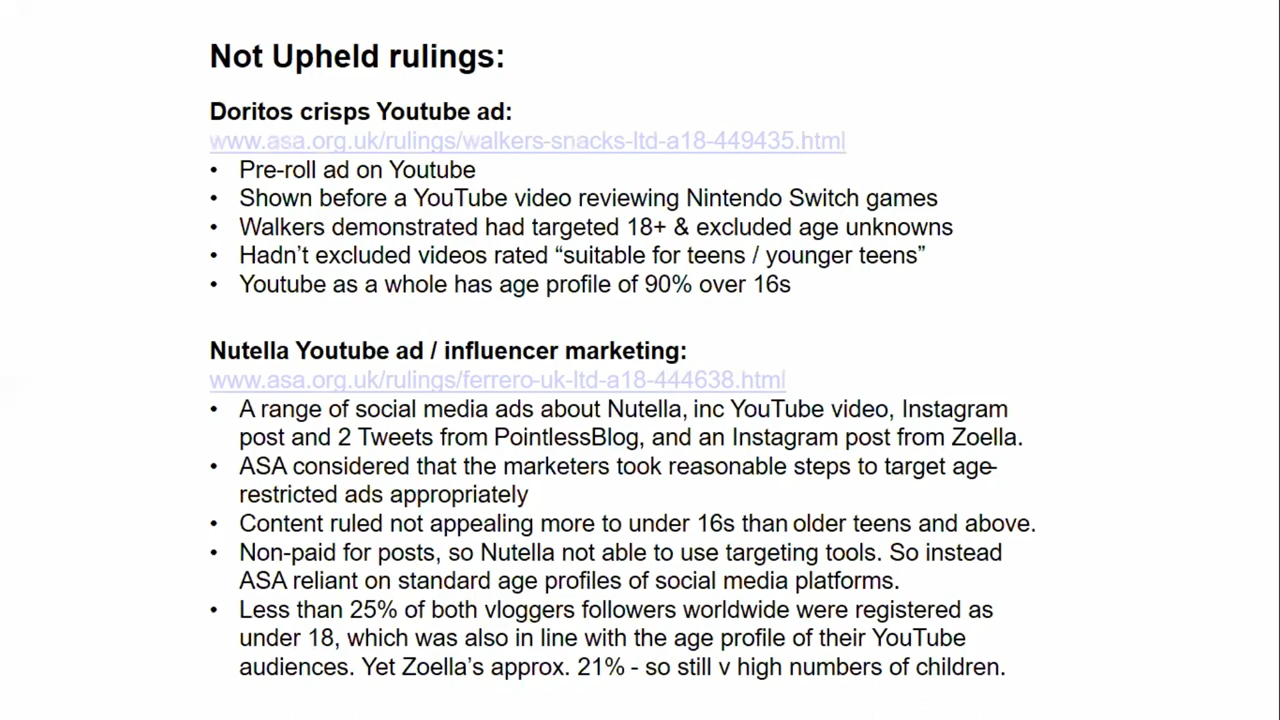 Not Upheld rulings:
Doritos crisps Youtube ad:
www.asa.org.uk/rulings/walkers-snacks-ltd-a18-449435.html
• Pre-roll ad on Youtube
• Shown before a YouTube video reviewing Nintendo Switch games
• Walkers demonstrated had targeted 18+ & excluded age unknowns
• Hadn’t excluded videos rated “suitable for teens / younger teens”
• Youtube as a whole has age profile of 90% over 16s
Nutella Youtube ad / influencer marketing:
www.asa.org.uk/rulings/ferrero-uk-ltd-a18-444638.html
• A range of social media ads about Nutella, inc YouTube video, Instagram
post and 2 Tweets from PointlessBlog, and an Instagram post from Zoella.
• ASA considered that the marketers took reasonable steps to target age-
restricted ads appropriately
• Content ruled not appealing more to under 16s than older teens and above.
• Non-paid for posts, so Nutella not able to use targeting tools. So instead
ASA reliant on standard age profiles of social media platforms.
• Less than 25% of both vloggers followers worldwide were registered as
under 18, which was also in line with the age profile of their YouTube
audiences. Yet Zoella’s approx. 21% - so still v high numbers of children.